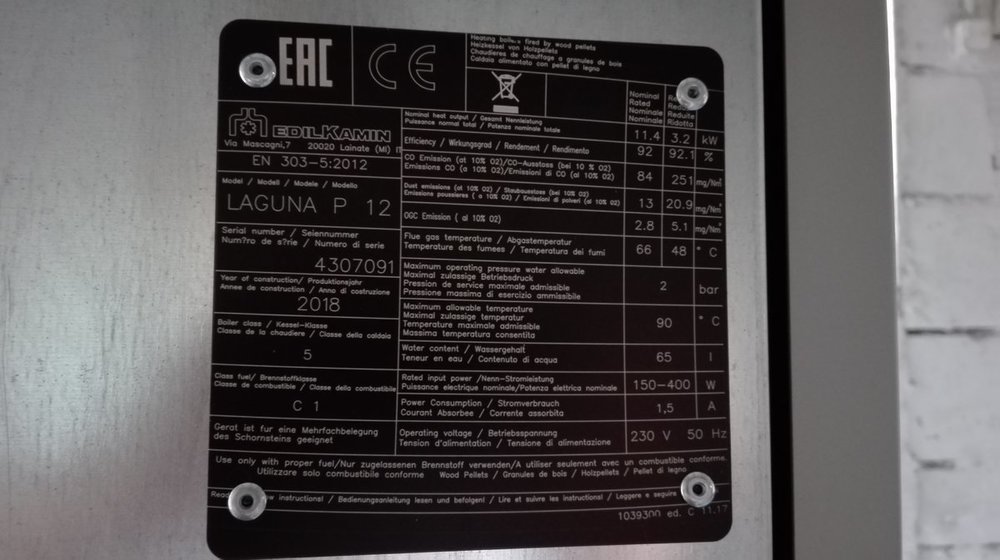 EAC
CE
Heating boilers fired by wood pellets
Heizkessel von Holzpellets
Chaudieres de chauffage a granules de bois
Caldaia alimentato con pellet di legno
EDILKAMIN
Via Mascagni,7 20020 Lainate (MI) IT
EN 303-5:2012
Model / Modell / Modele / Modello
LAGUNA P 12
Serial number / Seiennummer
Num?ro de s?rie / Numero di serie
4307091
Year of construction/ Produktionsjahr
Annee de construction / Anno di costruzione
2018
Boiler class / Kessel-Klasse
Classe de la chaudiere / Classe della caldaia
5
Class fuel/ Brennstoffklasse
Classe de combustible / Classe della combustibile
C 1
Gerat ist fur eine Mehrfachbelegung
des Schornsteins geeignet
Nominal
Rated
Nominale Reduite
Nominale Ridotto
Nominal heat output / Gesamt Nennleistung
Puissance normal total / Potenza nominale totale
11.4 3.2 kW
Efficiency / Wirkungsgrad / Rendement / Rendimento 92 92.1 %
CO Emission (at 10% O2)/CO-Ausstoss (bei 10 % O2)
Emissions CO (a 10% O2)/Emissioni di CO (al 10% O2)
84 251 mg/Nm³
Dust emissions (at 10% O2) / Staubausstoss (bei 10% O2)
Emissions poussieres ( a 10% O2) / Emissioni di polveri (al 10% O2)
13 20.9 mg/Nm³
OGC Emission ( al 10% O2) 2.8 5.1 mg/Nm³
Flue gas temperature / Abgastemperatur
Temperature des fumees / Temperatura dei fumi
66 48 ° C
Maximum operating pressure water allowable
Maximal zulassige Betriebsdruck
Pression de service maximale admissible
Pressione massima di esercizio ammissibile
2 bar
Maximum allowable temperature
Maximal zulassige temperatur
Temperature maximale admissible
Massima temperatura consentita
90 ° C
Water content / Wassergehalt
Teneur en eau / Contenuto di acqua
65 l
Rated input power /Nenn-Stromleistung
Puissance electrique nominale/Potenza elettrica nominale
150-400 W
Power Consumption / Stromverbrauch
Courant Absorbee / Corrente assorbita
1,5 A
Operating voltage / Betriebsspannung
Tension d'alimentation / Tensione di alimentazione
230 V 50 Hz
Use only with proper fuel/Nur zugelassenen Brennstoff verwenden/A utiliser seulement avec un combustible conforme.
Utilizzare solo combustibile conforme Wood Pellets / Granules de bois / Holzpellets / Pellet di legno
instructional / Bedienungsanleitung lesen und befolgen! / Lire et suivre les instructional / Leggere e seguire
1039300 ed. C 11.17